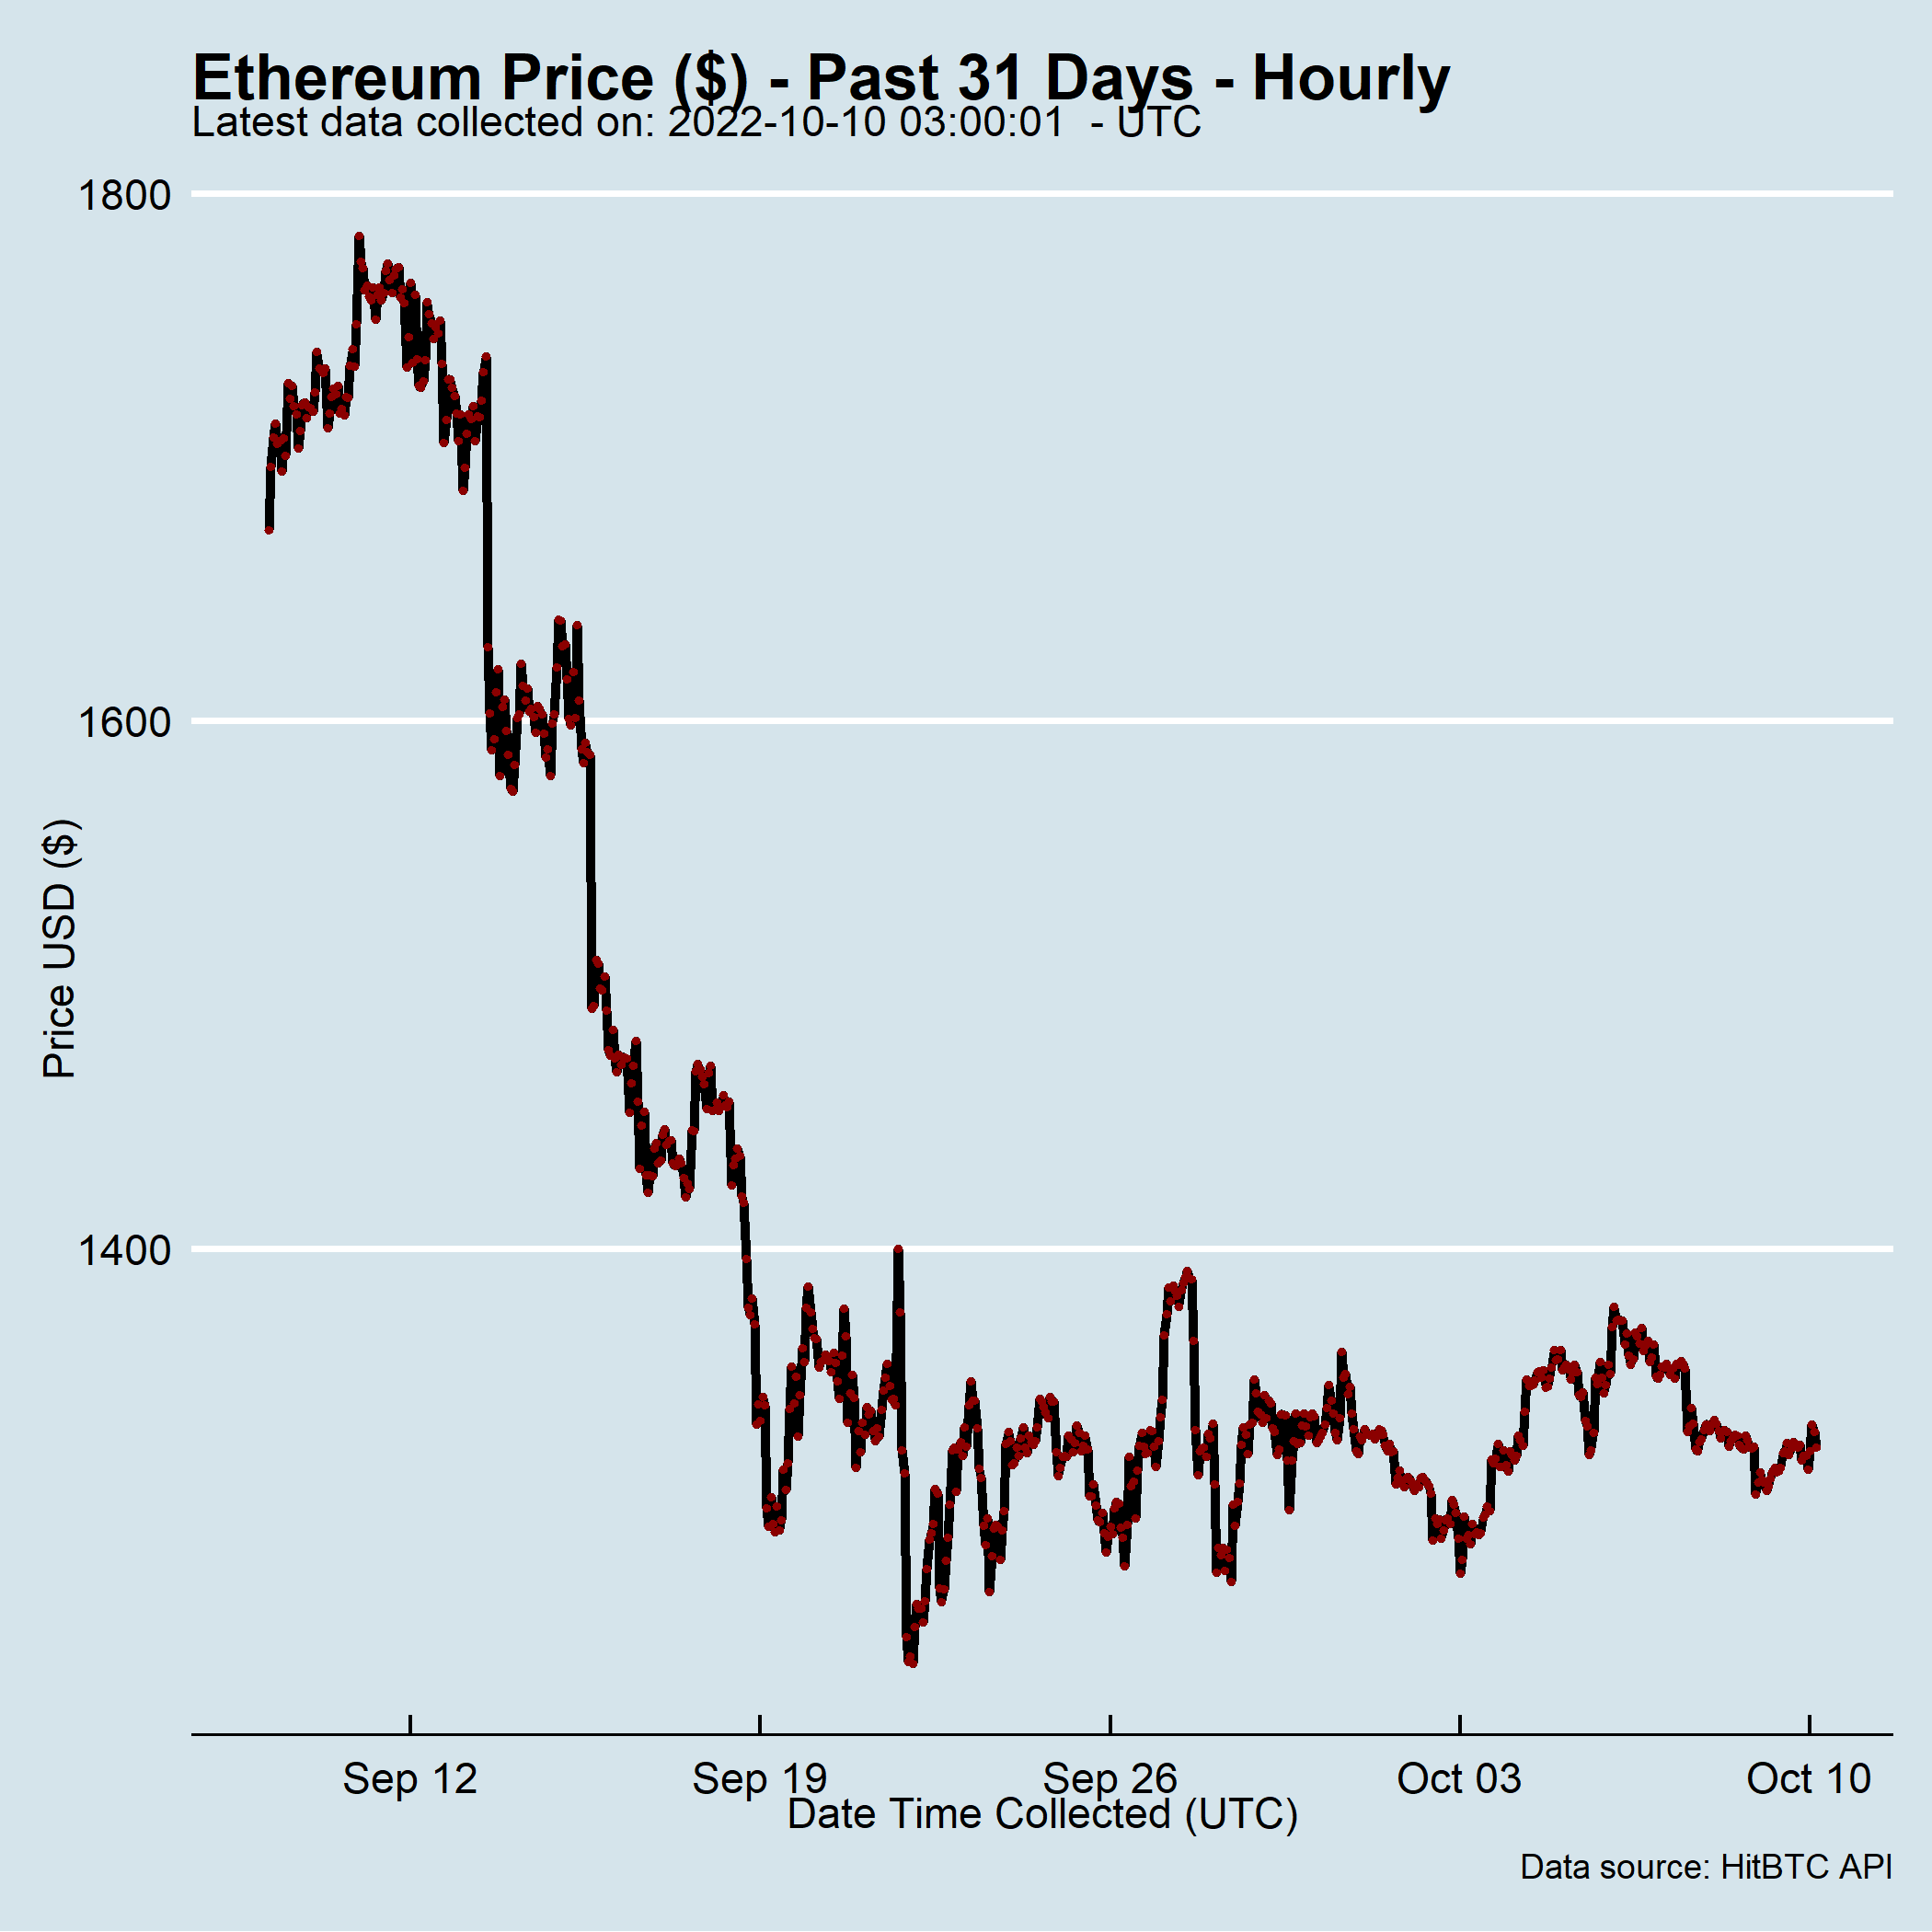 Ethereum Price ($) - Past 31 Days - Hourly
Latest data collected on: 2022-10-10 03:00:01  - UTC
1800
1600
1400
Price USD ($)
Sep 12
Sep 19
Sep 26
Oct 03
Oct 10
Date Time Collected (UTC)
Data source: HitBTC API